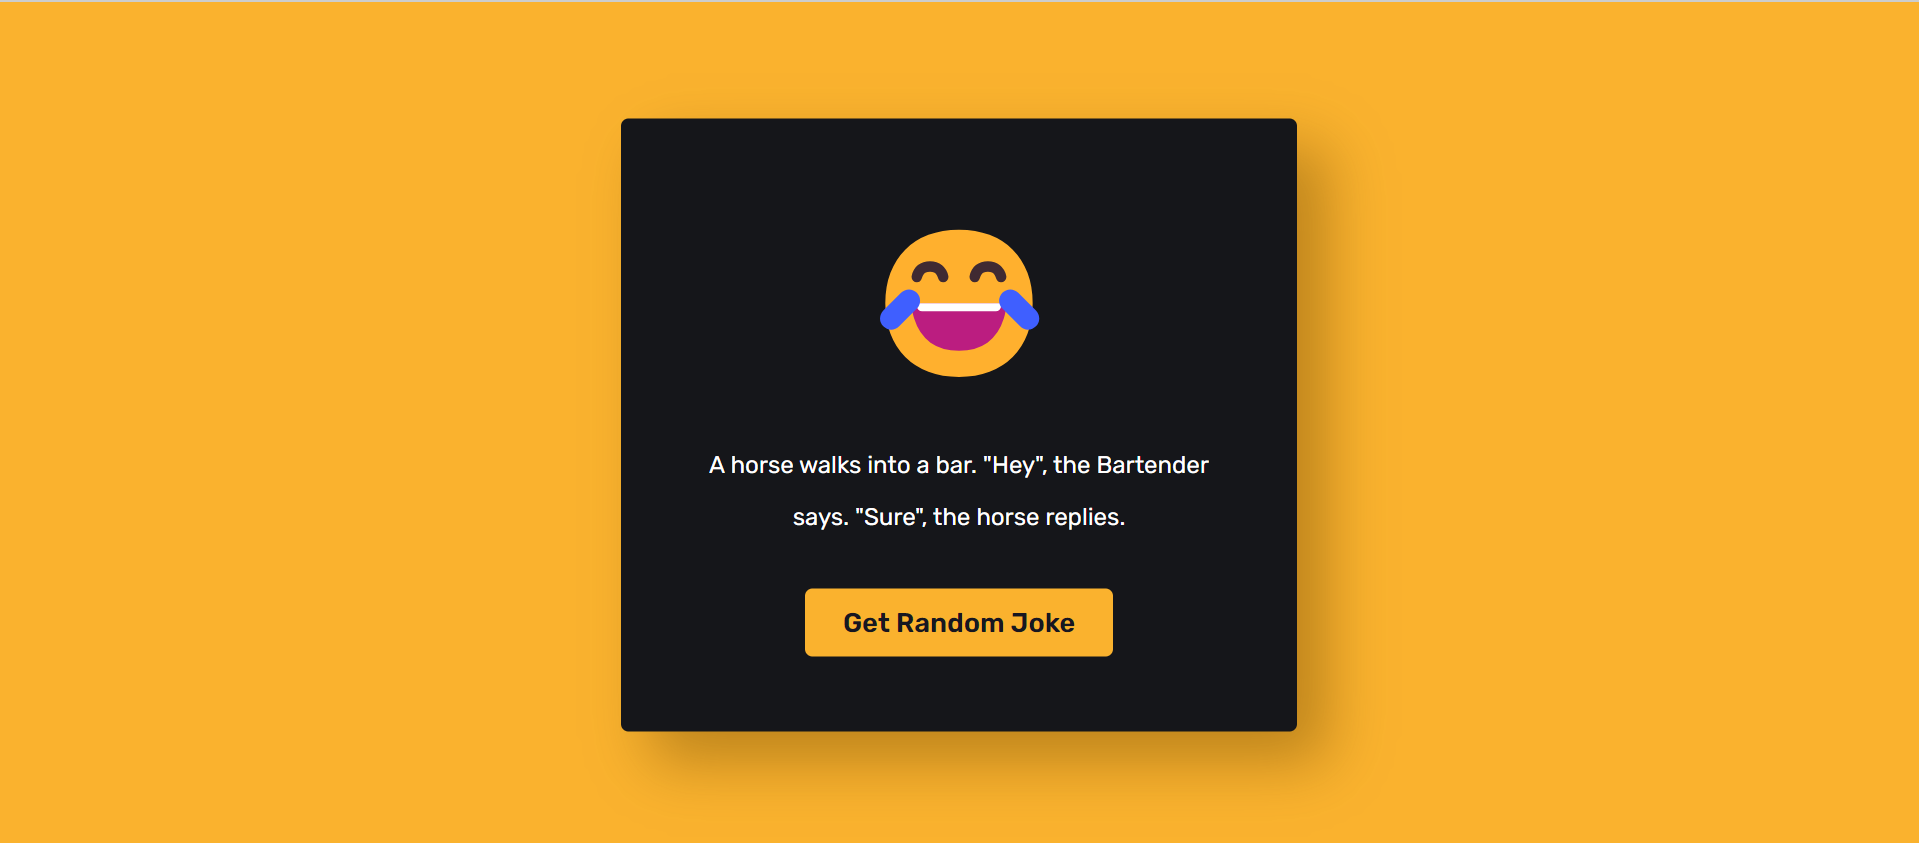 A horse walks into a bar. "Hey", the Bartender
says. "Sure", the horse replies.
Get Random Joke